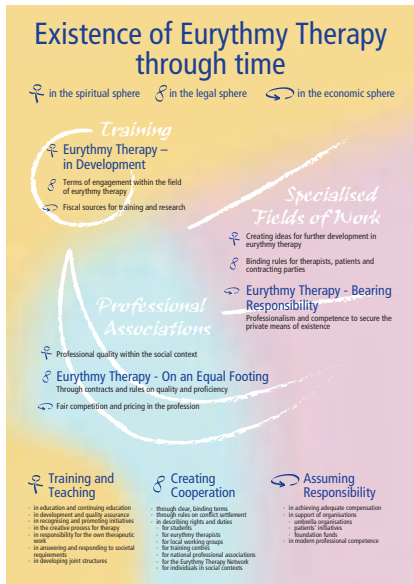 Existence of Eurythmy Therapy
through time
in the spiritual sphere
in the legal sphere
in the economic sphere
Training
Eurythmy Therapy –
in Development
Terms of engagement within the field
of eurythmy therapy
Fiscal sources for training and research
Specialised
Fields of Work
Creating ideas for further development in
eurythmy therapy
Binding rules for therapists, patients and
contracting parties
Eurythmy Therapy - Bearing
Responsibility
Professionalism and competence to secure the
private means of existence
Professional
Associations
Professional quality within the social context
Eurythmy Therapy - On an Equal Footing
Through contracts and rules on quality and proficiency
Fair competition and pricing in the profession
Training and
Teaching
· in education and continuing education
· in development and quality assurance
· in recognising and promoting initiatives
· in the creative process for therapy
· in responsibility for the own therapeutic
work
· in answering and responding to societal
requirements
· in developing joint structures
Creating
Cooperation
· through clear, binding terms
· through rules on conflict settlement
· in describing rights and duties
· for students
· for eurythmy therapists
· for local working groups
· for training centres
· for national professional associations
· for the Eurythmy Therapy Network
· for individuals in social contexts
Assuming
Responsibility
· in achieving adequate compensation
· in support of organisations
· umbrella organisations
· patients' initiatives
· foundation funds
· in modern professional competence